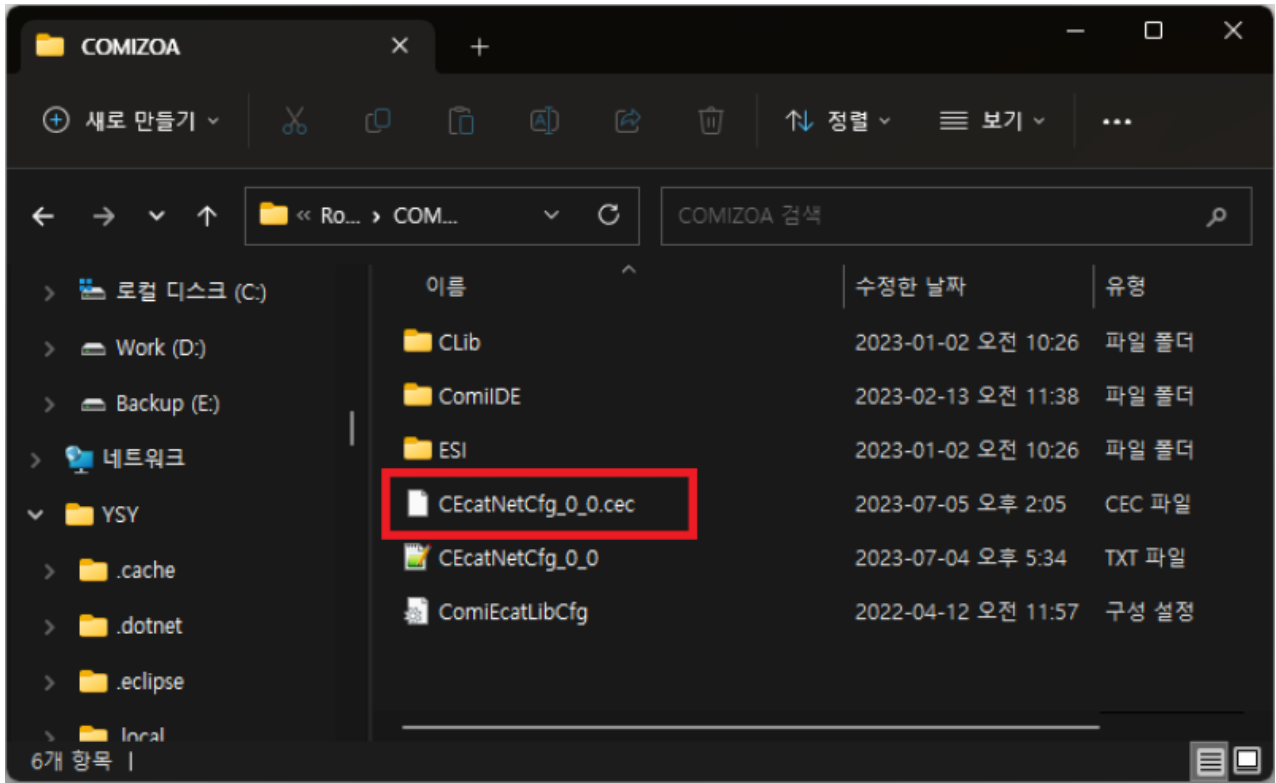 COMIZOA
새로 만들기
정렬
보기
« Ro... › COM...
COMIZOA 검색
로컬 디스크 (C:)
Work (D:)
Backup (E:)
네트워크
YSY
.cache
.dotnet
.eclipse
.local
이름 수정한 날짜 유형
CLib 2023-01-02 오전 10:26 파일 폴더
ComiIDE 2023-02-13 오전 11:38 파일 폴더
ESI 2023-01-02 오전 10:26 파일 폴더
CEcatNetCfg_0_0.cec 2023-07-05 오후 2:05 CEC 파일
CEcatNetCfg_0_0 2023-07-04 오후 5:34 TXT 파일
ComiEcatLibCfg 2022-04-12 오전 11:57 구성 설정
6개 항목